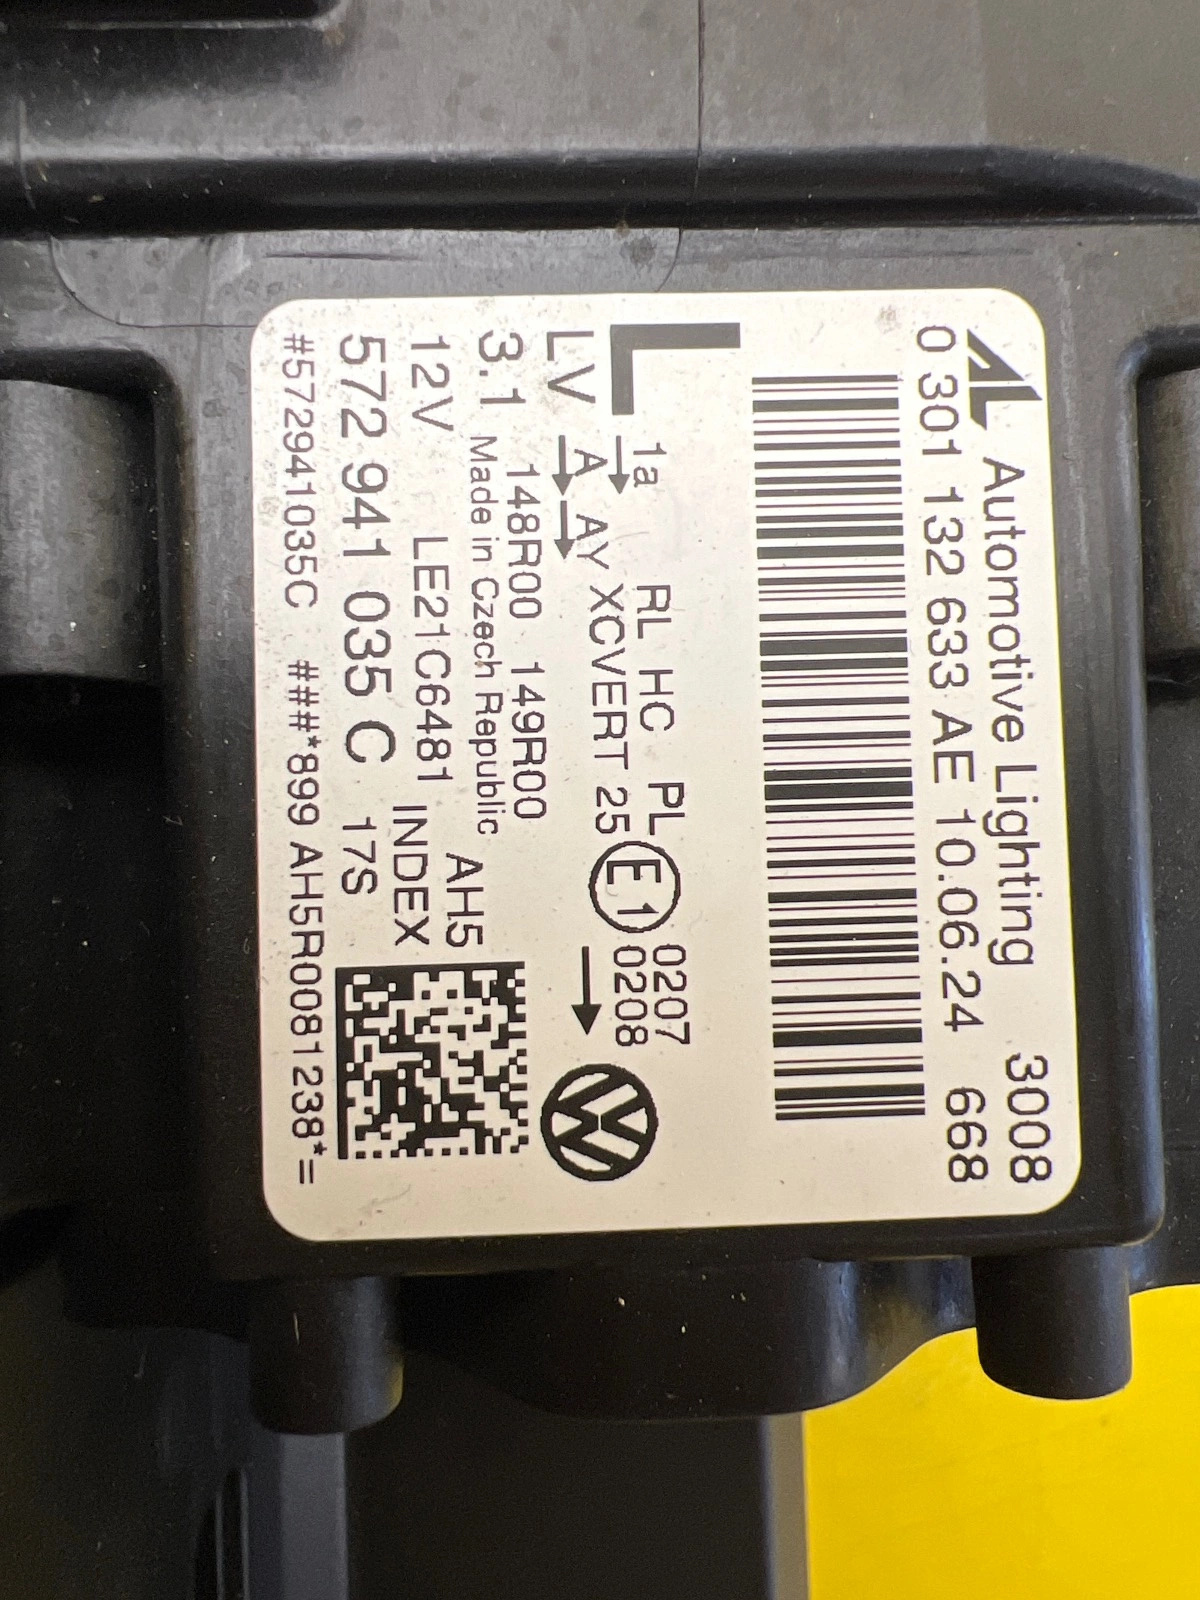 AL Automotive Lighting 3008
0 301 132 633 AE 10.06.24 668
L 1a RL HC PL E1 0207
LV A AY XCVERT 25 0208
3.1 148R00 149R00
Made in Czech Republic AH5
12V LE21C6481 INDEX
572 941 035 C 17S
#572941035C ###*899 AH5R0081238*=